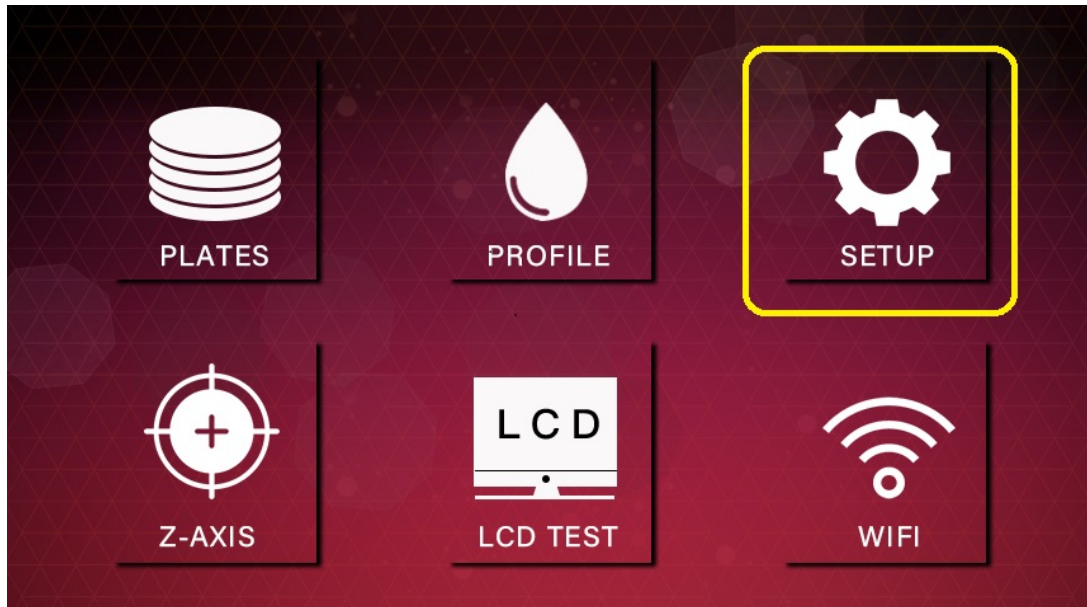 PLATES
PROFILE
SETUP
Z-AXIS
LCD
LCD TEST
WIFI